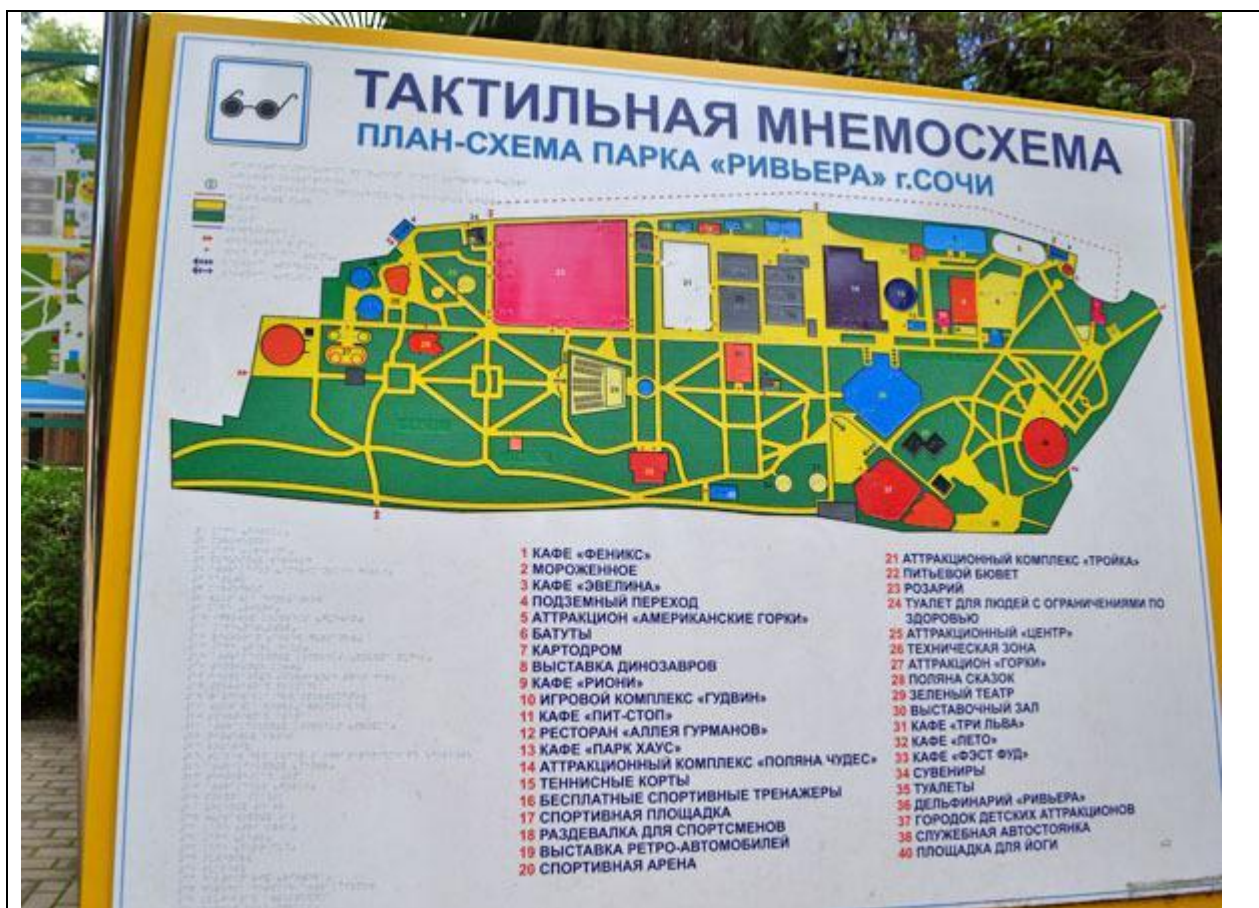 ТАКТИЛЬНАЯ МНЕМОСХЕМА
ПЛАН-СХЕМА ПАРКА «РИВЬЕРА» г.СОЧИ
1 КАФЕ «ФЕНИКС»
2 МОРОЖЕННОЕ
3 КАФЕ «ЭВЕЛИНА»
4 ПОДЗЕМНЫЙ ПЕРЕХОД
5 АТТРАКЦИОН «АМЕРИКАНСКИЕ ГОРКИ»
6 БАТУТЫ
7 КАРТОДРОМ
8 ВЫСТАВКА ДИНОЗАВРОВ
9 КАФЕ «РИОНИ»
10 ИГРОВОЙ КОМПЛЕКС «ГУДВИН»
11 КАФЕ «ПИТ-СТОП»
12 РЕСТОРАН «АЛЛЕЯ ГУРМАНОВ»
13 КАФЕ «ПАРК ХАУС»
14 АТТРАКЦИОННЫЙ КОМПЛЕКС «ПОЛЯНА ЧУДЕС»
15 ТЕННИСНЫЕ КОРТЫ
16 БЕСПЛАТНЫЕ СПОРТИВНЫЕ ТРЕНАЖЕРЫ
17 СПОРТИВНАЯ ПЛОЩАДКА
18 РАЗДЕВАЛКА ДЛЯ СПОРТСМЕНОВ
19 ВЫСТАВКА РЕТРО-АВТОМОБИЛЕЙ
20 СПОРТИВНАЯ АРЕНА
21 АТТРАКЦИОННЫЙ КОМПЛЕКС «ТРОЙКА»
22 ПИТЬЕВОЙ БЮВЕТ
23 РОЗАРИЙ
24 ТУАЛЕТ ДЛЯ ЛЮДЕЙ С ОГРАНИЧЕНИЯМИ ПО
ЗДОРОВЬЮ
25 АТТРАКЦИОННЫЙ «ЦЕНТР»
26 ТЕХНИЧЕСКАЯ ЗОНА
27 АТТРАКЦИОН «ГОРКИ»
28 ПОЛЯНА СКАЗОК
29 ЗЕЛЕНЫЙ ТЕАТР
30 ВЫСТАВОЧНЫЙ ЗАЛ
31 КАФЕ «ТРИ ЛЬВА»
32 КАФЕ «ЛЕТО»
33 КАФЕ «ФЭСТ ФУД»
34 СУВЕНИРЫ
35 ТУАЛЕТЫ
36 ДЕЛЬФИНАРИЙ «РИВЬЕРА»
37 ГОРОДОК ДЕТСКИХ АТТРАКЦИОНОВ
38 СЛУЖЕБНАЯ АВТОСТОЯНКА
40 ПЛОЩАДКА ДЛЯ ЙОГИ